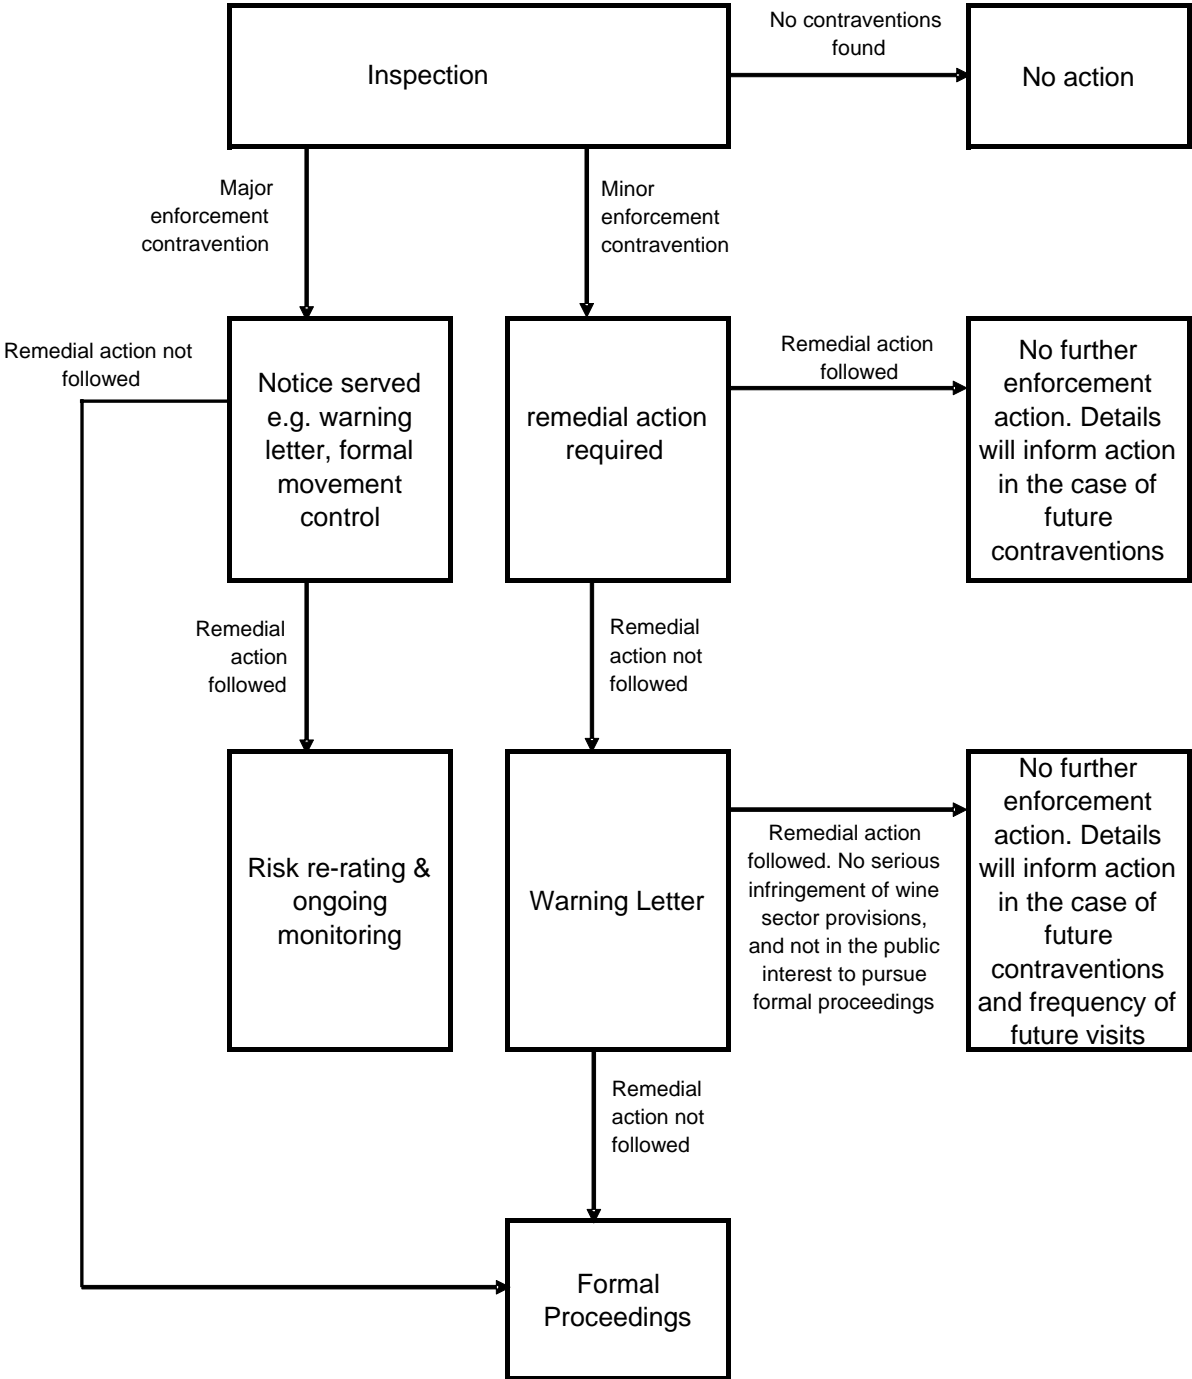 No contraventions
found
Inspection
No action
Major
enforcement
contravention
Minor
enforcement
contravention
Remedial action not
followed
Notice served
e.g. warning
letter, formal
movement
control
remedial action
required
Remedial action
followed
No further
enforcement
action. Details
will inform action
in the case of
future
contraventions
Remedial
action
followed
Remedial
action not
followed
Risk re-rating &
ongoing
monitoring
Warning Letter
Remedial action
followed. No serious
infringement of wine
sector provisions,
and not in the public
interest to pursue
formal proceedings
No further
enforcement
action. Details
will inform action
in the case of
future
contraventions
and frequency of
future visits
Remedial
action not
followed
Formal
Proceedings